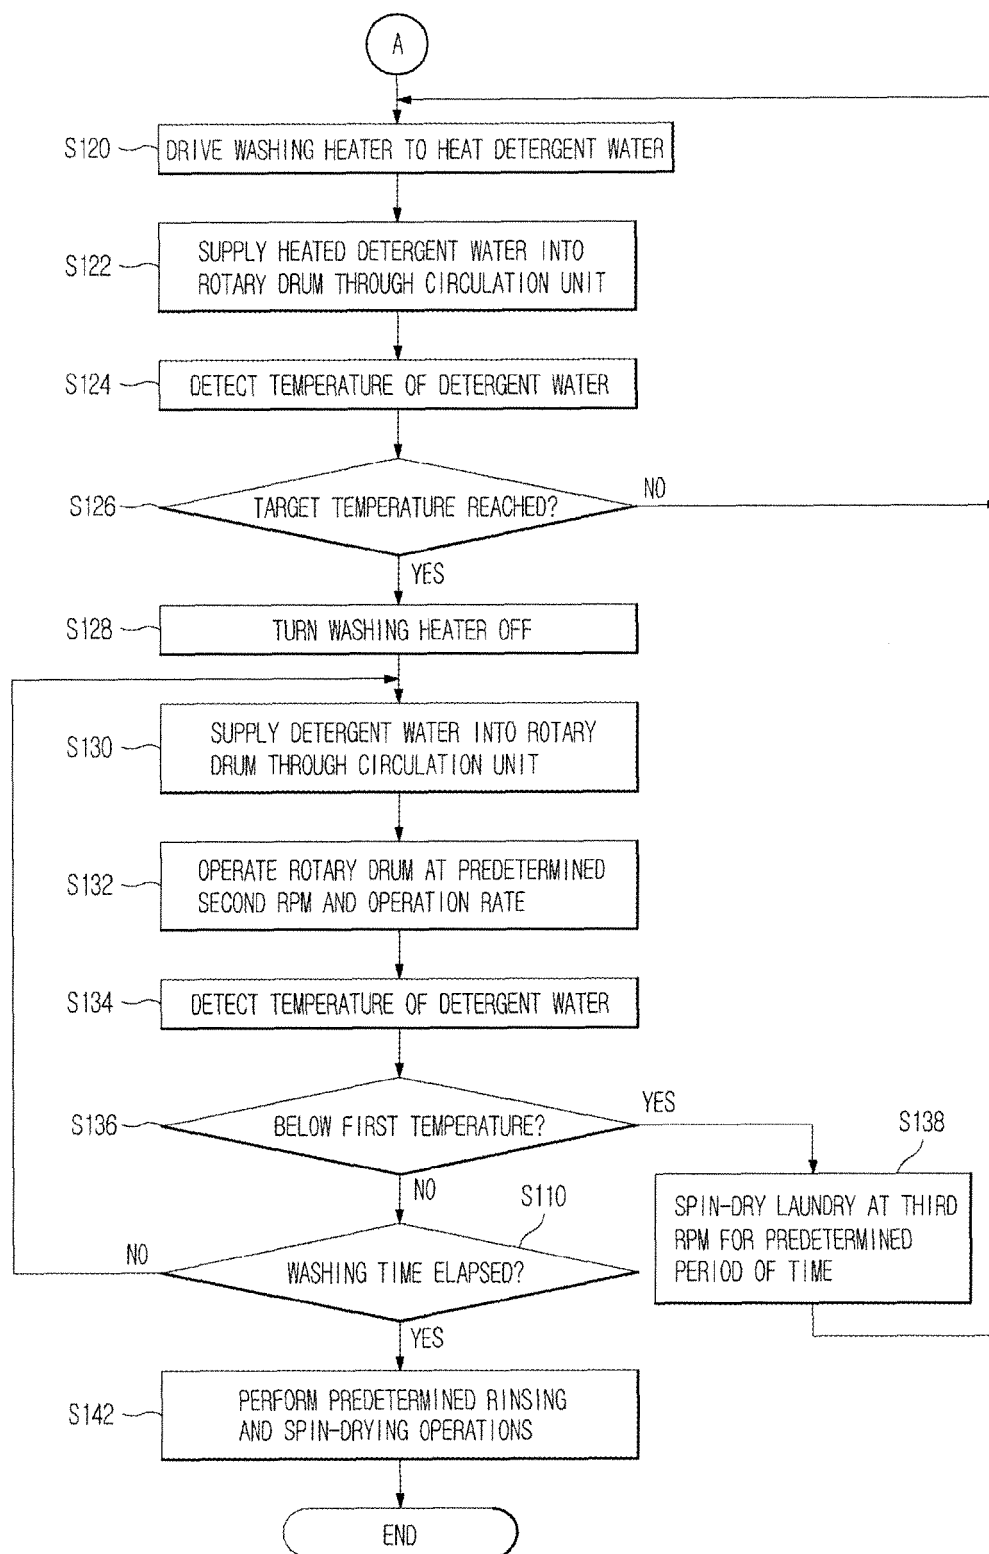 A
S120
DRIVE WASHING HEATER TO HEAT DETERGENT WATER
S122
SUPPLY HEATED DETERGENT WATER INTO
ROTARY DRUM THROUGH CIRCULATION UNIT
S124
DETECT TEMPERATURE OF DETERGENT WATER
S126
TARGET TEMPERATURE REACHED?
NO
YES
S128
TURN WASHING HEATER OFF
S130
SUPPLY DETERGENT WATER INTO ROTARY
DRUM THROUGH CIRCULATION UNIT
S132
OPERATE ROTARY DRUM AT PREDETERMINED
SECOND RPM AND OPERATION RATE
S134
DETECT TEMPERATURE OF DETERGENT WATER
S136
BELOW FIRST TEMPERATURE?
YES
S138
SPIN-DRY LAUNDRY AT THIRD
RPM FOR PREDETERMINED
PERIOD OF TIME
NO
S110
WASHING TIME ELAPSED?
NO
YES
S142
PERFORM PREDETERMINED RINSING
AND SPIN-DRYING OPERATIONS
END